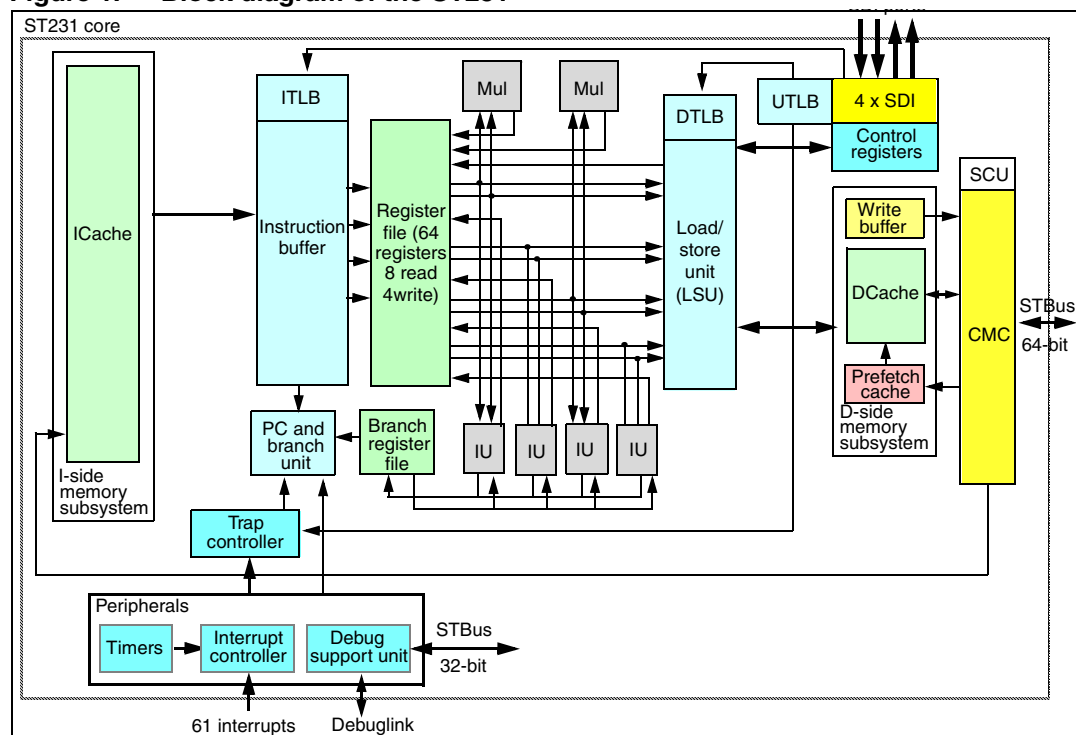 ST231 core
ICache
I-side
memory
subsystem
ITLB
Instruction
buffer
Register
file (64
registers
8 read
4write)
Mul
Mul
DTLB
Load/
store
unit
(LSU)
UTLB
4 x SDI
Control
registers
SCU
CMC
Write
buffer
DCache
Prefetch
cache
D-side
memory
subsystem
STBus
64-bit
PC and
branch
unit
Branch
register
file
IU
IU
IU
IU
Trap
controller
Peripherals
Timers
Interrupt
controller
Debug
support unit
STBus
32-bit
61 interrupts
Debuglink